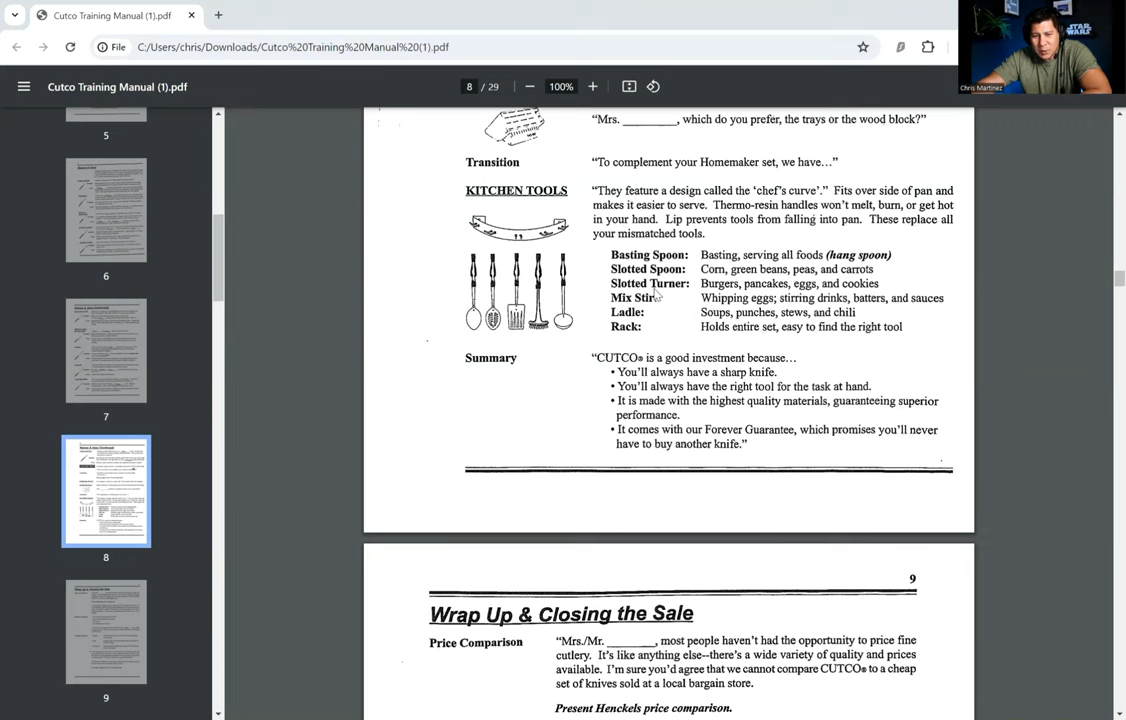 Cutco Training Manual (1).pdf
File
C:/Users/chris/Downloads/Cutco%20Training%20Manual%20(1).pdf
STAR
WARS
Chris Martinez
Cutco Training Manual (1).pdf
8 / 29
100%
5
6
7
8
9
"Mrs. ________, which do you prefer, the trays or the wood block?"
Transition
"To complement your Homemaker set, we have…"
KITCHEN TOOLS
"They feature a design called the 'chef's curve'." Fits over side of pan and
makes it easier to serve. Thermo-resin handles won't melt, burn, or get hot
in your hand. Lip prevents tools from falling into pan. These replace all
your mismatched tools.
Basting Spoon: Basting, serving all foods (hang spoon)
Slotted Spoon: Corn, green beans, peas, and carrots
Slotted Turner: Burgers, pancakes, eggs, and cookies
Mix Stir Whipping eggs; stirring drinks, batters, and sauces
Ladle: Soups, punches, stews, and chili
Rack: Holds entire set, easy to find the right tool
Summary
"CUTCO® is a good investment because…
• You'll always have a sharp knife.
• You'll always have the right tool for the task at hand.
• It is made with the highest quality materials, guaranteeing superior
performance.
• It comes with our Forever Guarantee, which promises you'll never
have to buy another knife."
9
Wrap Up & Closing the Sale
Price Comparison
"Mrs./Mr. ________, most people haven't had the opportunity to price fine
cutlery. It's like anything else--there's a wide variety of quality and prices
available. I'm sure you'd agree that we cannot compare CUTCO® to a cheap
set of knives sold at a local bargain store.
Present Henckels price comparison.